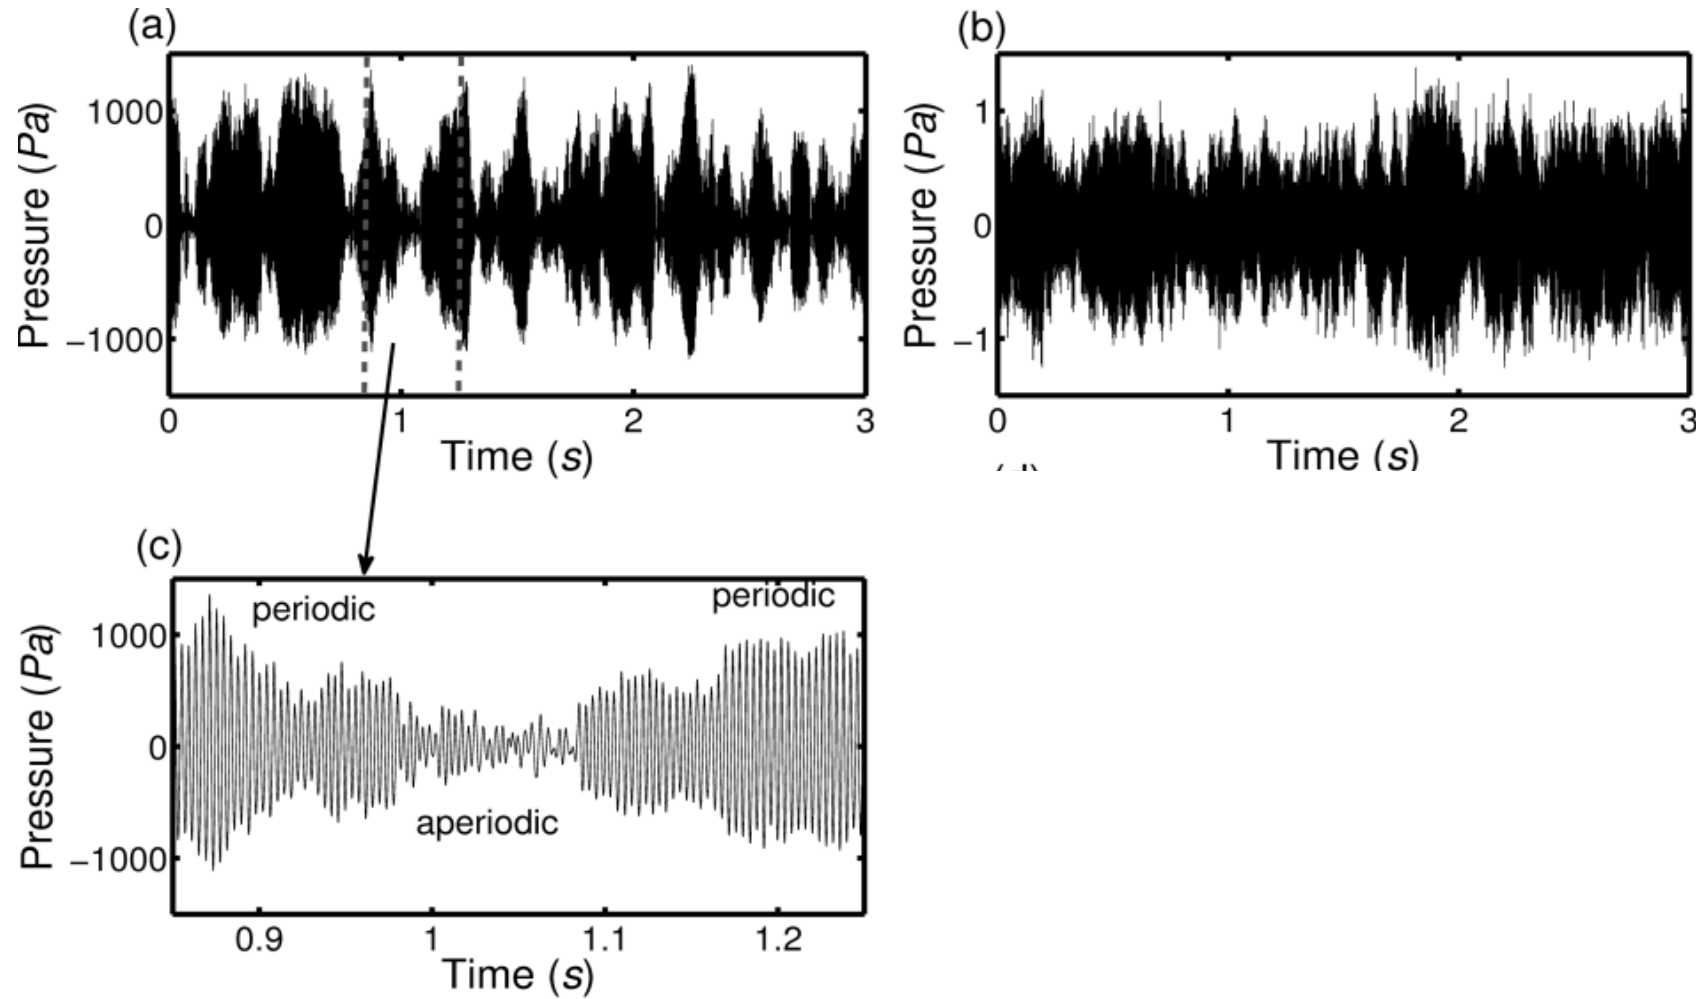 (a)
Pressure (Pa)
1000
0
−1000
0 1 2 3
Time (s)
(b)
Pressure (Pa)
1
0
−1
0 1 2 3
Time (s)
(d)
(c)
periodic
periodic
aperiodic
Pressure (Pa)
1000
0
−1000
0.9 1 1.1 1.2
Time (s)